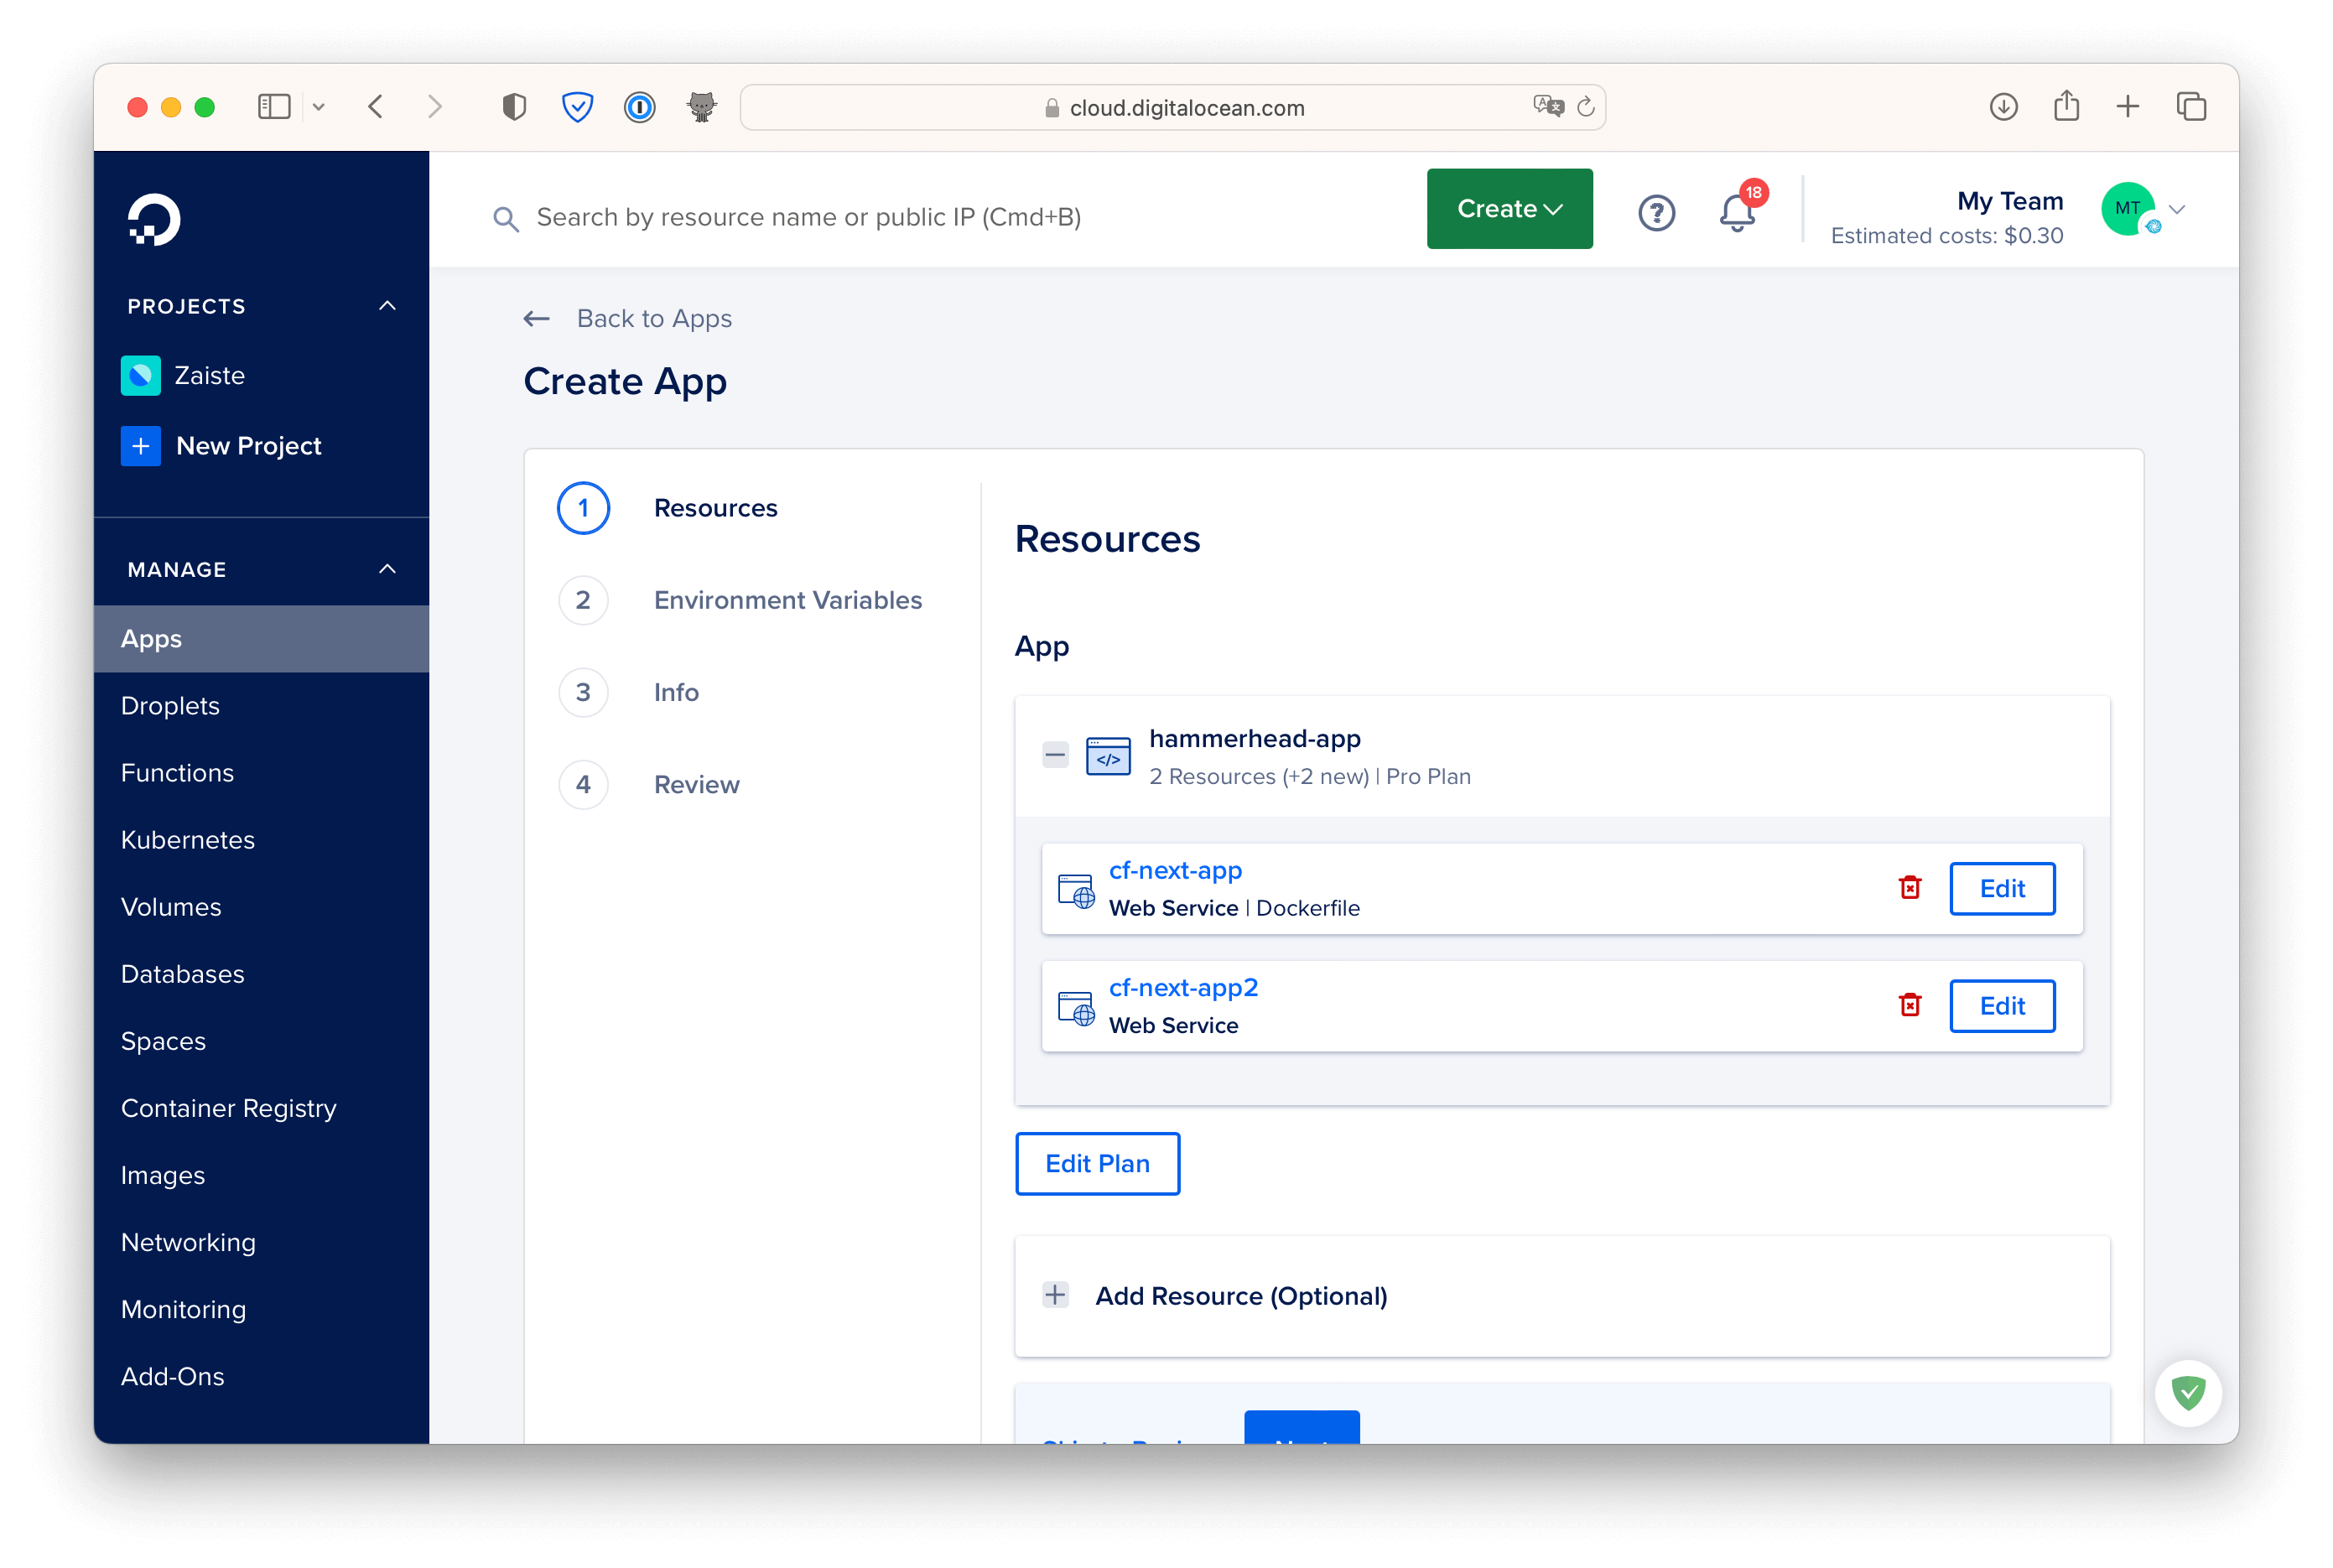 cloud.digitalocean.com
Search by resource name or public IP (Cmd+B)
Create
18
My Team
Estimated costs: $0.30
MT
PROJECTS
Zaiste
New Project
MANAGE
Apps
Droplets
Functions
Kubernetes
Volumes
Databases
Spaces
Container Registry
Images
Networking
Monitoring
Add-Ons
Back to Apps
Create App
1 Resources
2 Environment Variables
3 Info
4 Review
Resources
App
hammerhead-app
2 Resources (+2 new) | Pro Plan
cf-next-app
Web Service | Dockerfile
Edit
cf-next-app2
Web Service
Edit
Edit Plan
Add Resource (Optional)